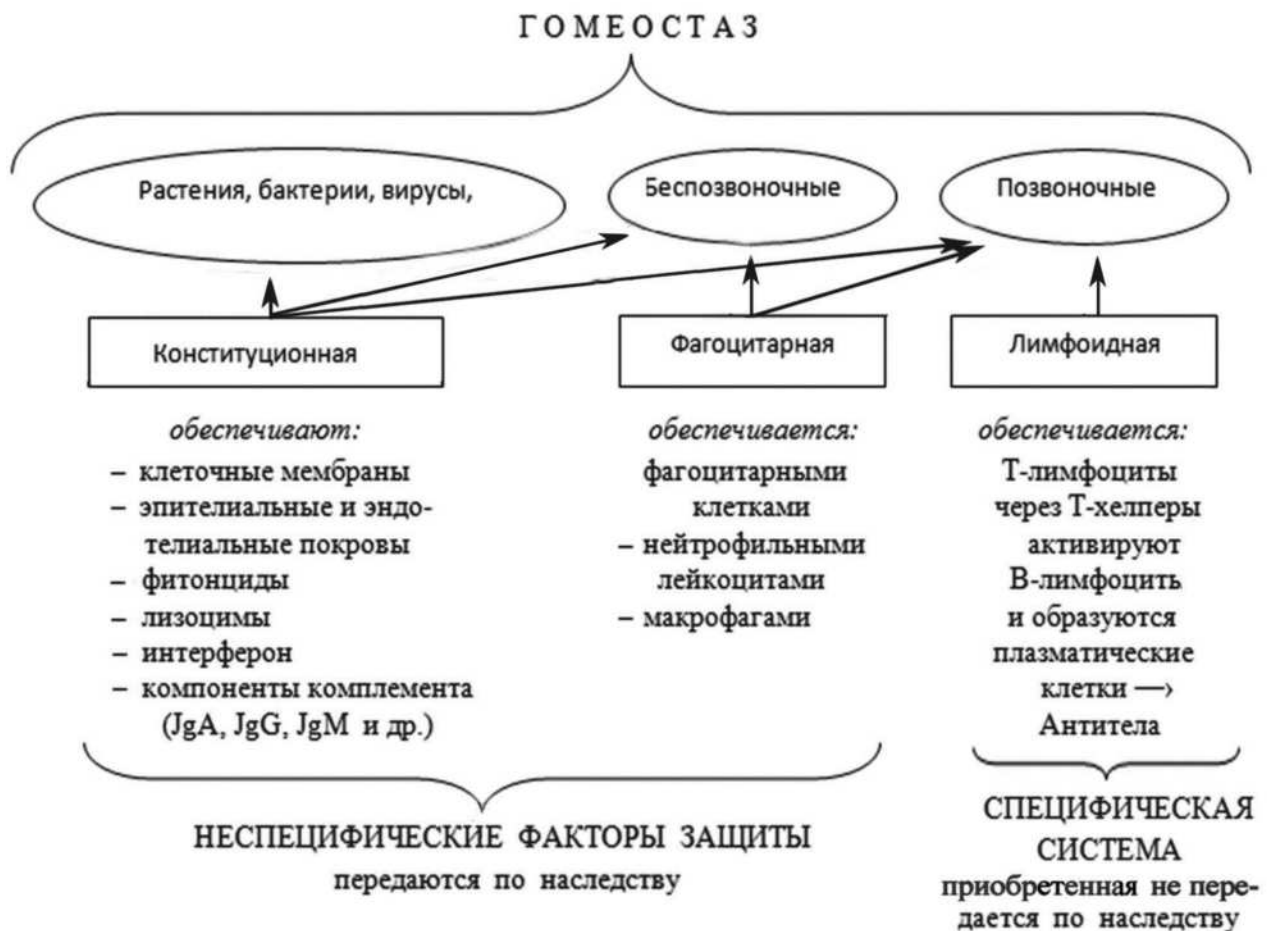 ГОМЕОСТАЗ
Растения, бактерии, вирусы,
Беспозвоночные
Позвоночные
Конституционная
Фагоцитарная
Лимфоидная
обеспечивают:
– клеточные мембраны
– эпителиальные и эндо-
телиальные покровы
– фитонциды
– лизоцимы
– интерферон
– компоненты комплемента
(JgA, JgG, JgM и др.)
обеспечивается:
фагоцитарными
клетками
– нейтрофильными
лейкоцитами
– макрофагами
обеспечивается:
Т-лимфоциты
через Т-хелперы
активируют
В-лимфоцить
и образуются
плазматические
клетки —›
Антитела
НЕСПЕЦИФИЧЕСКИЕ ФАКТОРЫ ЗАЩИТЫ
передаются по наследству
СПЕЦИФИЧЕСКАЯ
СИСТЕМА
приобретенная не пере-
дается по наследству